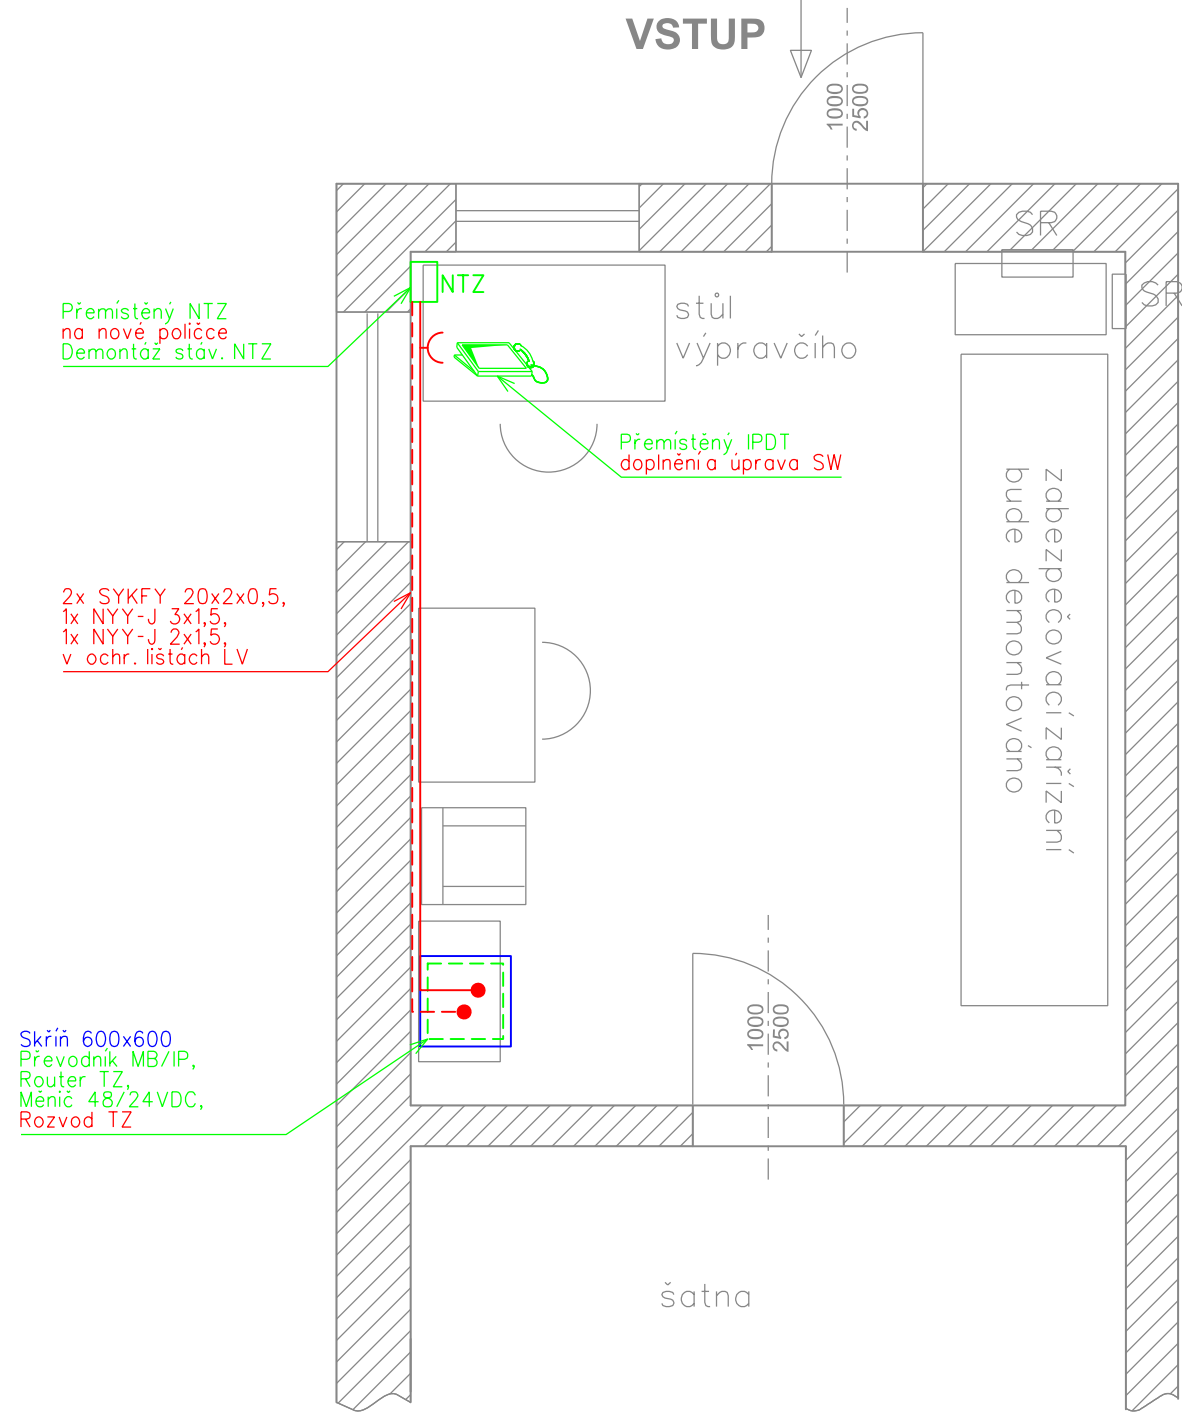 VSTUP
1000
2500
SR
SR
NTZ
stůl
výpravčího
Přemístěný NTZ
na nové poličce
Demontáž stáv. NTZ
Přemístěný IPDT
doplnění a úprava SW
zabezpečovací zařízení
bude demontováno
2x SYKFY 20x2x0,5,
1x NYY-J 3x1,5,
1x NYY-J 2x1,5,
v ochr. lištách LV
1000
2500
Skříň 600x600
Převodník MB/IP,
Router TZ,
Měnič 48/24VDC,
Rozvod TZ
šatna